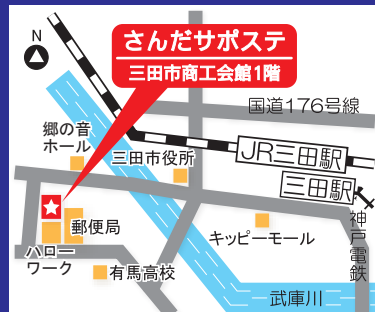 N
さんだサポステ
三田市商工会館1階
国道176号線
郷の音
ホール
三田市役所
JR三田駅
三田駅
郵便局
ハロー
ワーク
キッピーモール
神戸電鉄
有馬高校
武庫川